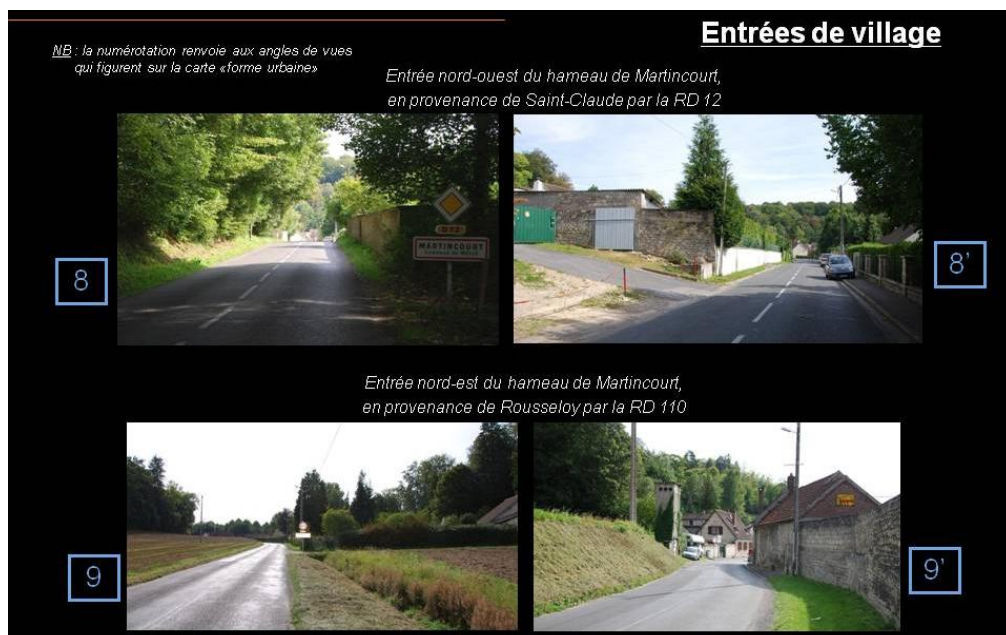 Entrées de village
NB : la numérotation renvoie aux angles de vues
qui figurent sur la carte «forme urbaine»
Entrée nord-ouest du hameau de Martincourt,
en provenance de Saint-Claude par la RD 12
8
D 12
MARTINCOURT
8'
Entrée nord-est du hameau de Martincourt,
en provenance de Rousseloy par la RD 110
9
9'